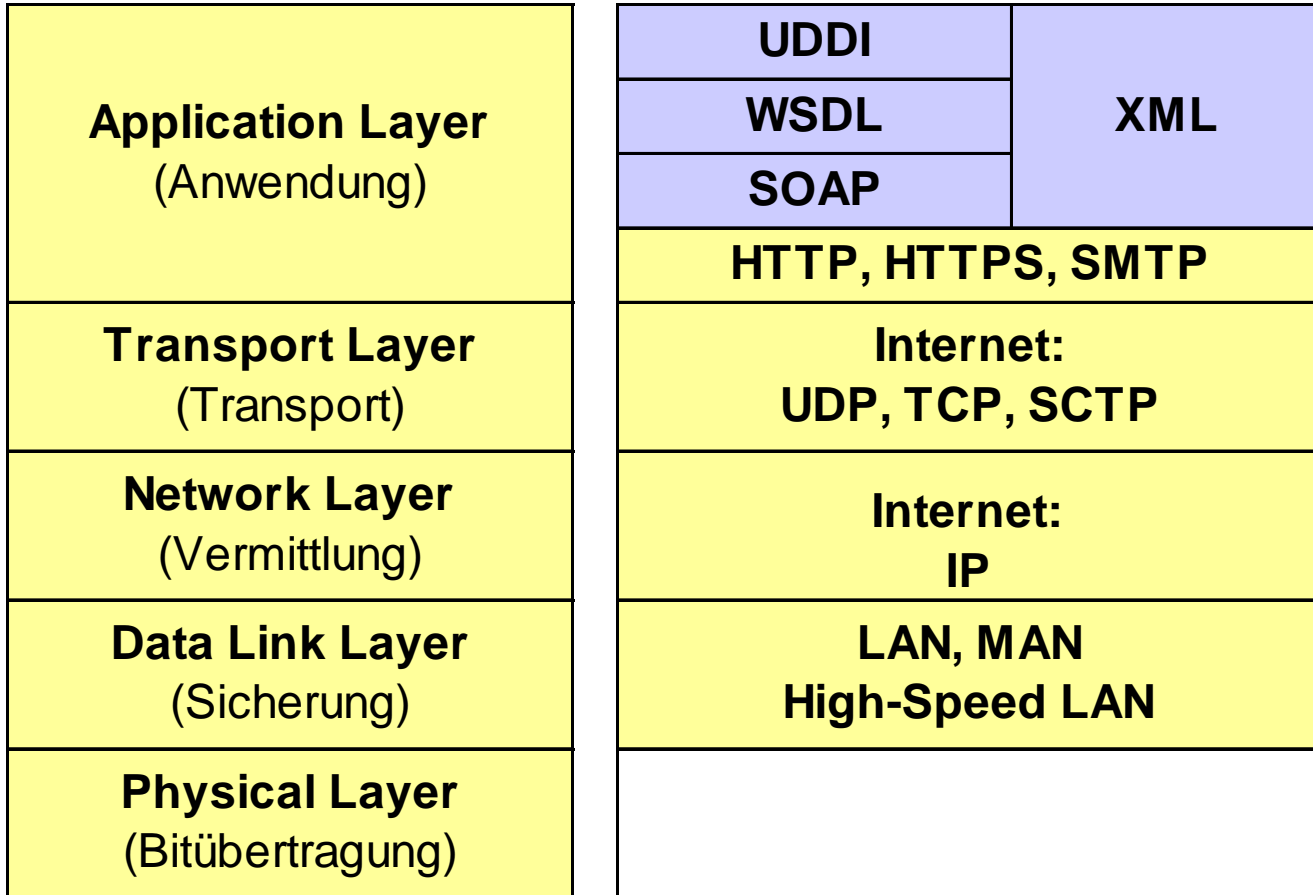 Application Layer
(Anwendung)
UDDI
WSDL
SOAP
XML
HTTP, HTTPS, SMTP
Transport Layer
(Transport)
Internet:
UDP, TCP, SCTP
Network Layer
(Vermittlung)
Internet:
IP
Data Link Layer
(Sicherung)
LAN, MAN
High-Speed LAN
Physical Layer
(Bitübertragung)